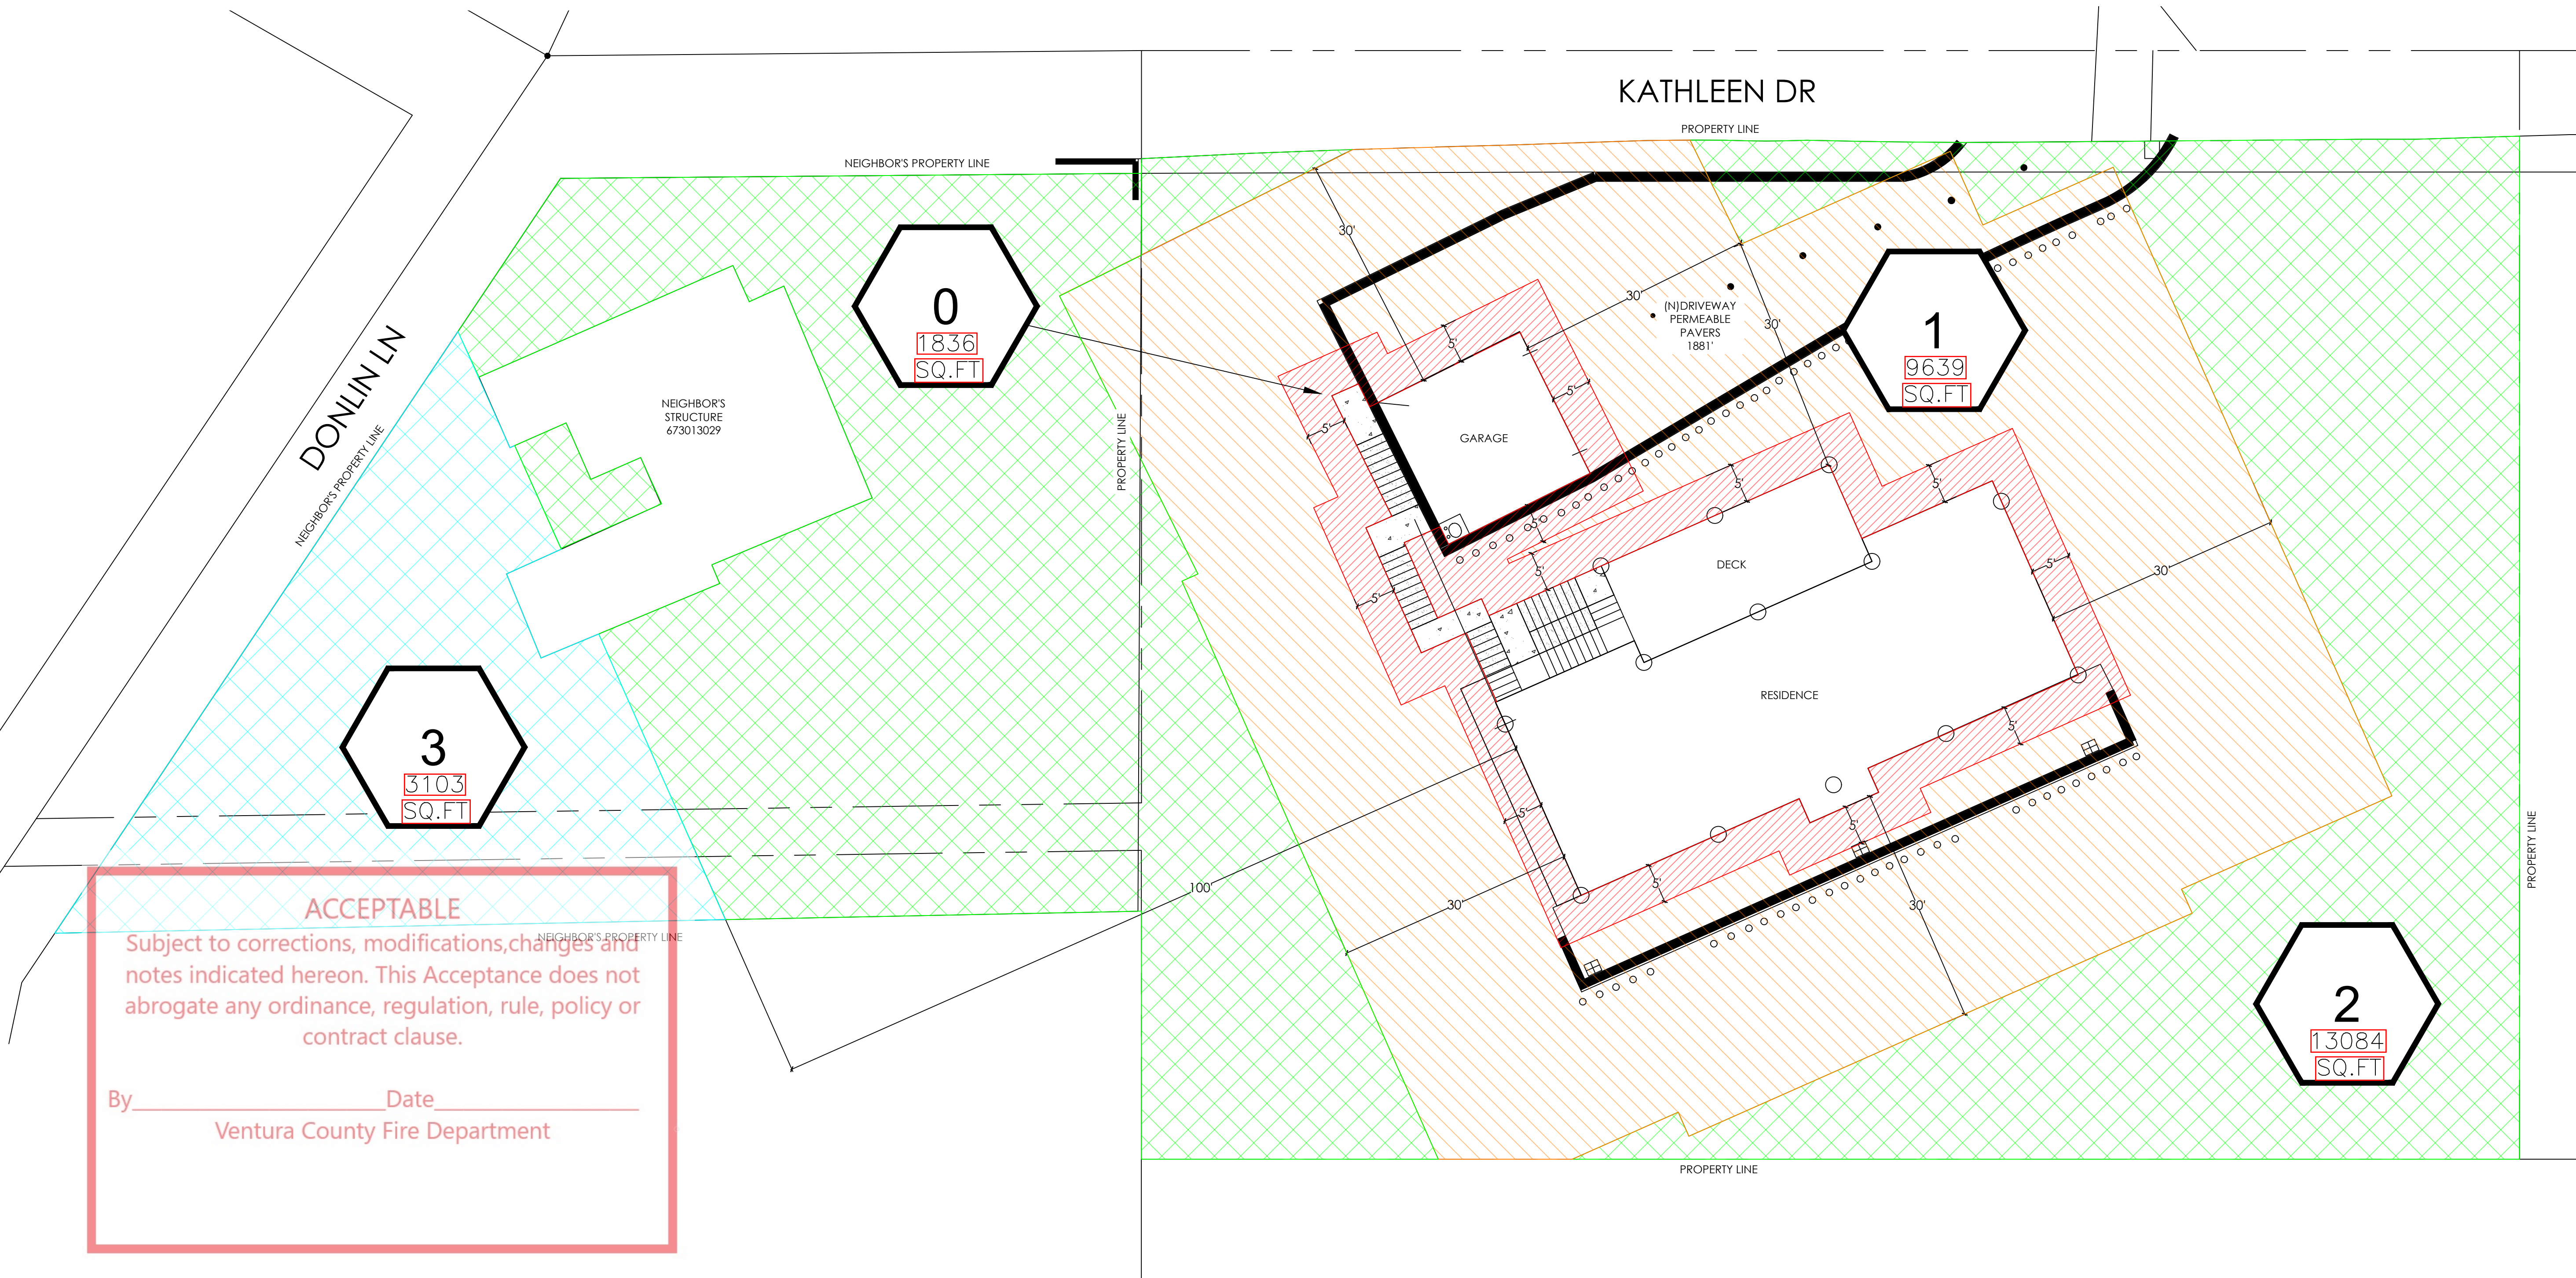 KATHLEEN DR
PROPERTY LINE
NEIGHBOR'S PROPERTY LINE
0
1836
SQ.FT
30'
30'
30'
(N)DRIVEWAY
PERMEABLE
PAVERS
1881'
1
9639
SQ.FT
5'
5'
5'
DONLIN LN
NEIGHBOR'S PROPERTY LINE
NEIGHBOR'S
STRUCTURE
673013029
PROPERTY LINE
GARAGE
5'
5'
5'
5'
5'
5'
DECK
30'
RESIDENCE
5'
5'
5'
5'
3
3103
SQ.FT
100'
30'
30'
PROPERTY LINE
ACCEPTABLE
NEIGHBOR'S PROPERTY LINE
Subject to corrections, modifications,changes and
notes indicated hereon. This Acceptance does not
abrogate any ordinance, regulation, rule, policy or
contract clause.
By_____________________Date_________________
Ventura County Fire Department
2
13084
SQ.FT
PROPERTY LINE